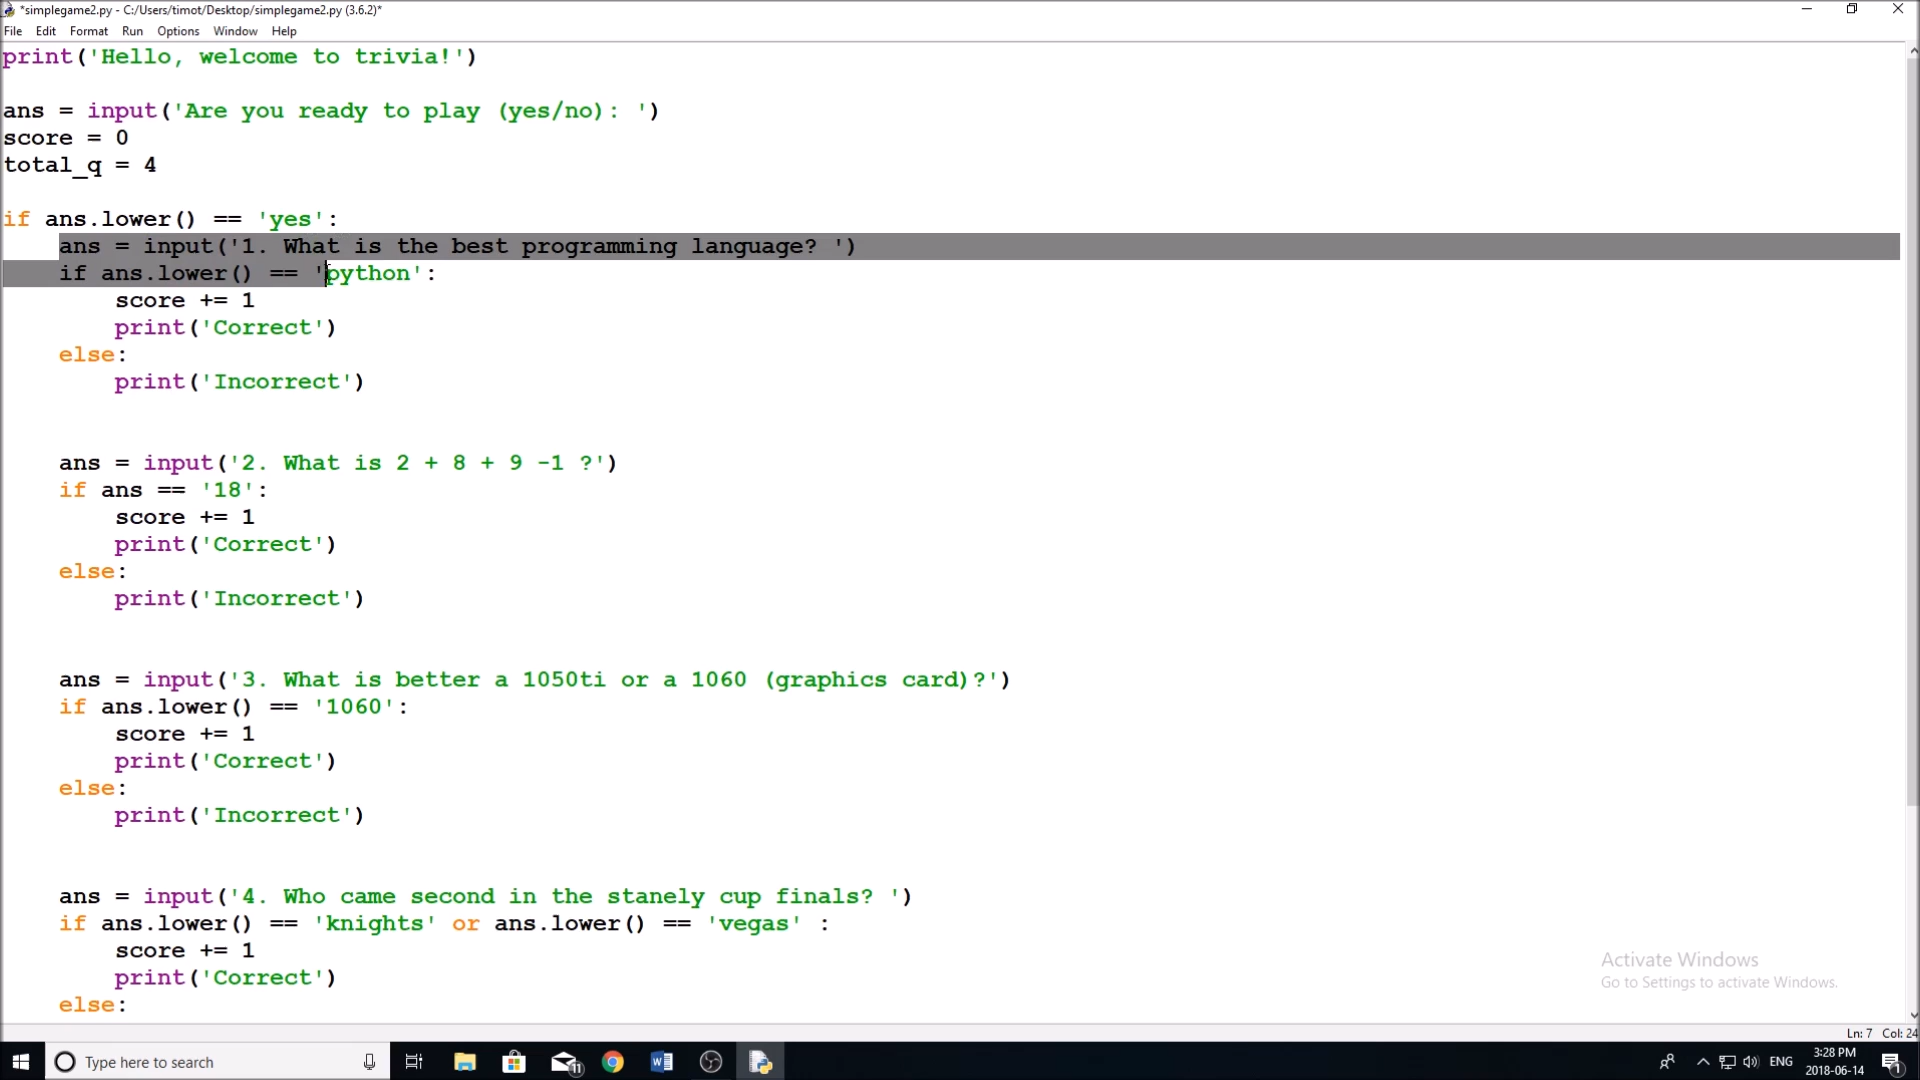 *simplegame2.py - C:/Users/timot/Desktop/simplegame2.py (3.6.2)*
File Edit Format Run Options Window Help
print('Hello, welcome to trivia!')
ans = input('Are you ready to play (yes/no): ')
score = 0
total_q = 4
if ans.lower() == 'yes':
    ans = input('1. What is the best programming language? ')
    if ans.lower() == 'python':
        score += 1
        print('Correct')
    else:
        print('Incorrect')
    ans = input('2. What is 2 + 8 + 9 -1 ?')
    if ans == '18':
        score += 1
        print('Correct')
    else:
        print('Incorrect')
    ans = input('3. What is better a 1050ti or a 1060 (graphics card)?')
    if ans.lower() == '1060':
        score += 1
        print('Correct')
    else:
        print('Incorrect')
    ans = input('4. Who came second in the stanely cup finals? ')
    if ans.lower() == 'knights' or ans.lower() == 'vegas' :
        score += 1
        print('Correct')
    else:
Activate Windows
Go to Settings to activate Windows.
Ln: 7 Col: 24
Type here to search
11
ENG
3:28 PM
2018-06-14
1